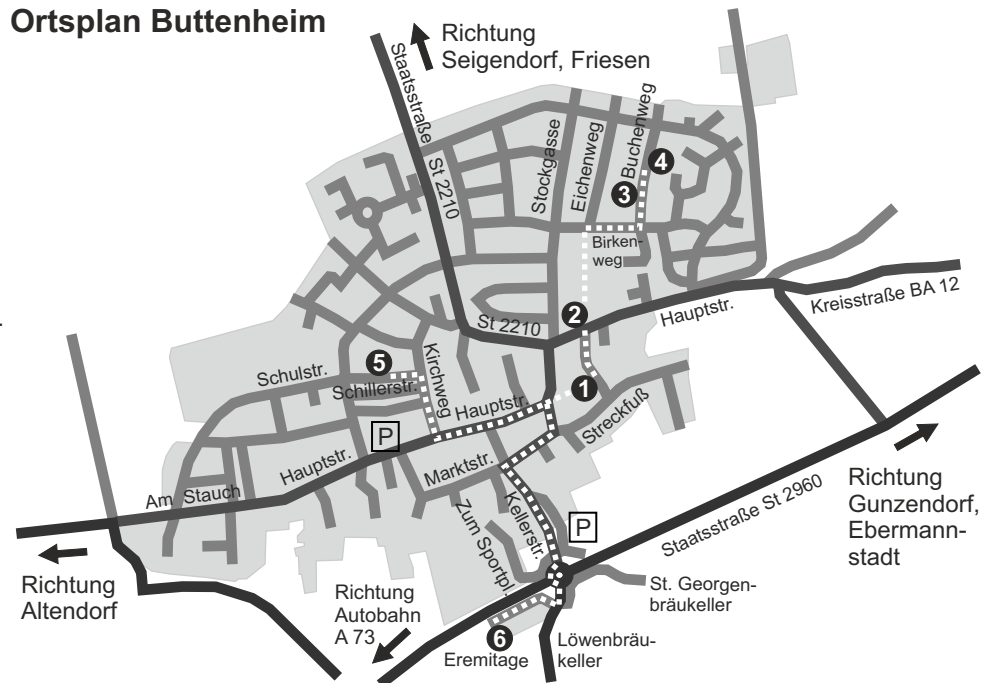 Ortsplan Buttenheim
Richtung
Seigendorf, Friesen
Staatsstraße
St 2210
Stockgasse
Eichenweg
Buchenweg
4
3
Birken-
weg
Kreisstraße BA 12
Hauptstr.
2
St 2210
5
Kirchweg
Schulstr.
Schillerstr.
1
Hauptstr.
Streckfuß
P
Hauptstr.
Marktstr.
Am Stauch
Kellerstr.
Zum Sportpl.
P
Staatsstraße St 2960
Richtung
Gunzendorf,
Ebermann-
stadt
Richtung
Altendorf
Richtung
Autobahn
A 73
St. Georgen-
bräukeller
6
Eremitage
Löwenbräu-
keller